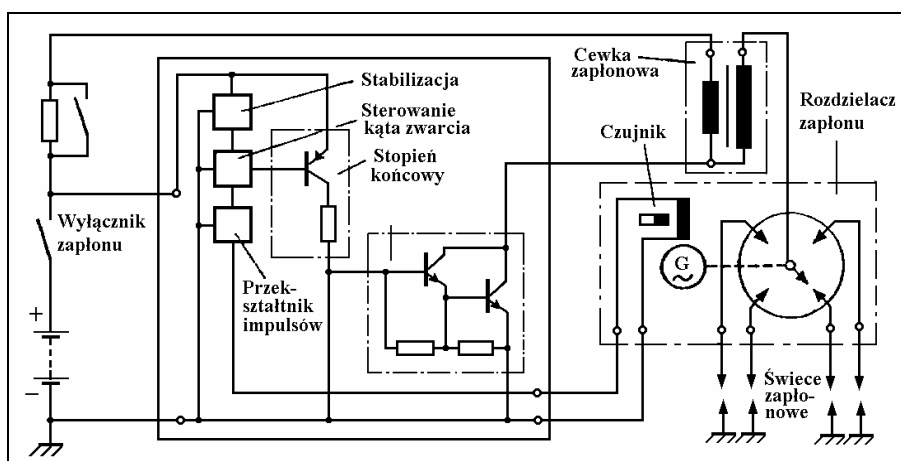 Stabilizacja
Sterowanie
kąta zwarcia
Stopień
końcowy
Cewka
zapłonowa
Rozdzielacz
zapłonu
Czujnik
Wyłącznik
zapłonu
Przek-
ształtnik
impulsów
+
−
G
~
Świece
zapło-
nowe